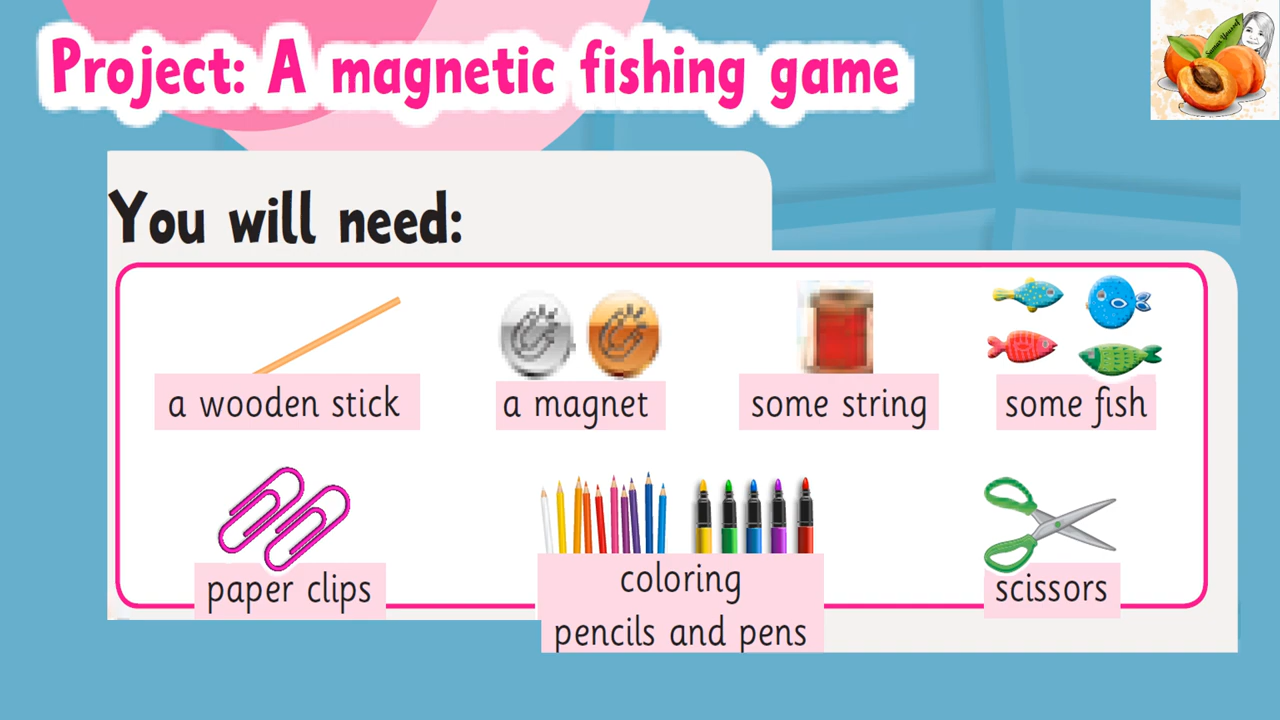 Project: A magnetic fishing game
You will need:
a wooden stick
a magnet
some string
some fish
paper clips
coloring
pencils and pens
scissors